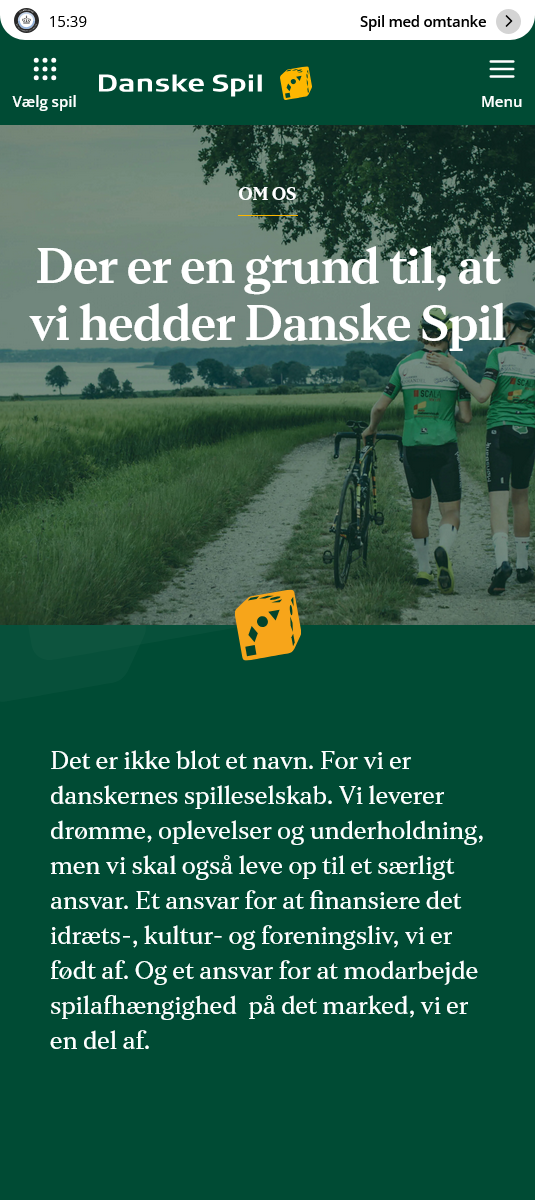 15:39
Spil med omtanke
Vælg spil
Danske Spil
Menu
OM OS
Der er en grund til, at
vi hedder Danske Spil
SCALA
Det er ikke blot et navn. For vi er
danskernes spilleselskab. Vi leverer
drømme, oplevelser og underholdning,
men vi skal også leve op til et særligt
ansvar. Et ansvar for at finansiere det
idræts-, kultur- og foreningsliv, vi er
født af. Og et ansvar for at modarbejde
spilafhængighed  på det marked, vi er
en del af.